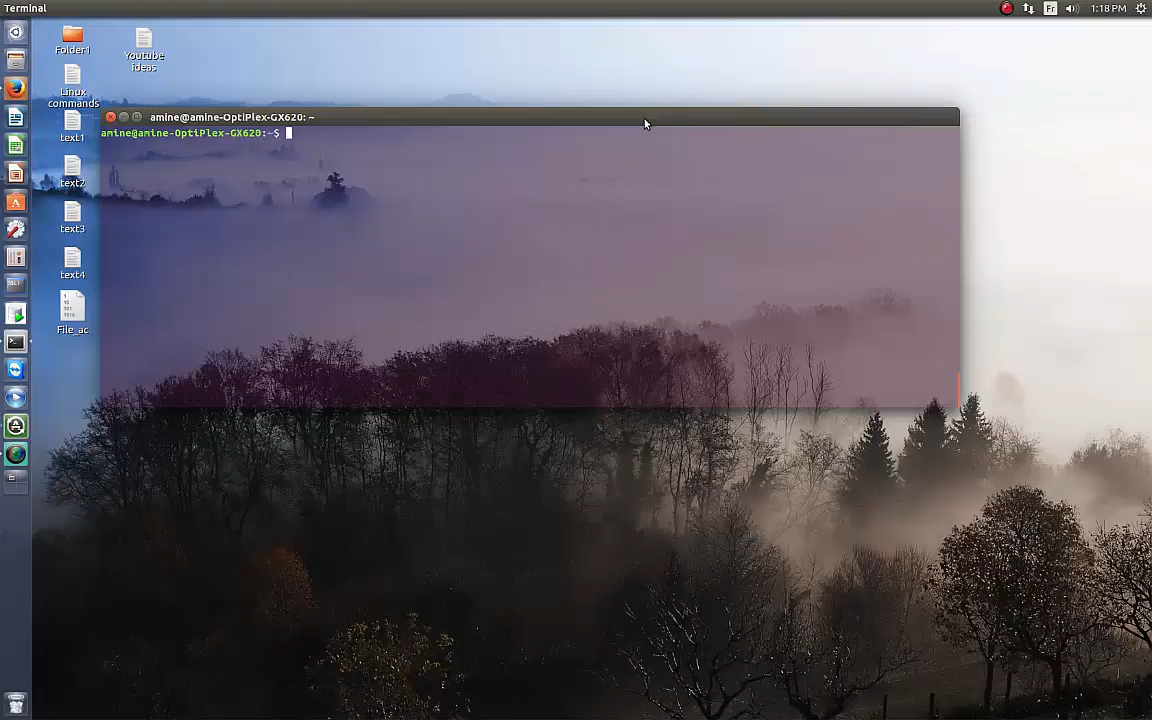 Terminal
Fr
1:18 PM
Folder1
Youtube
ideas
Linux
commands
text1
text2
text3
text4
File_ac
amine@amine-OptiPlex-GX620: ~
amine@amine-OptiPlex-GX620:~$